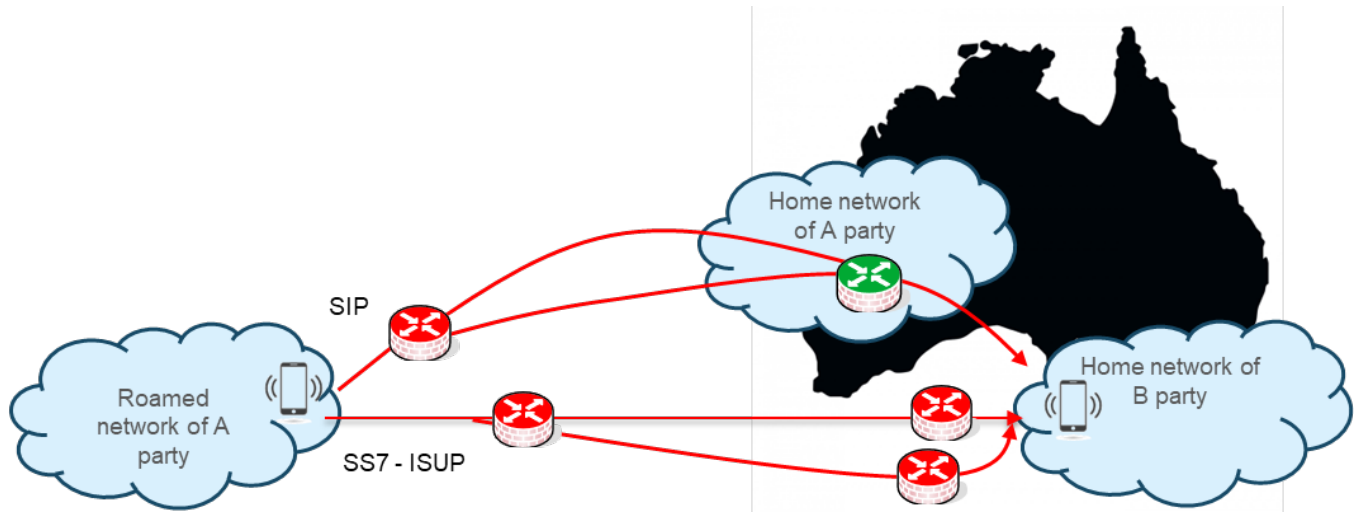 Home network
of A party
SIP
Home network of
B party
Roamed
network of A
party
SS7 - ISUP